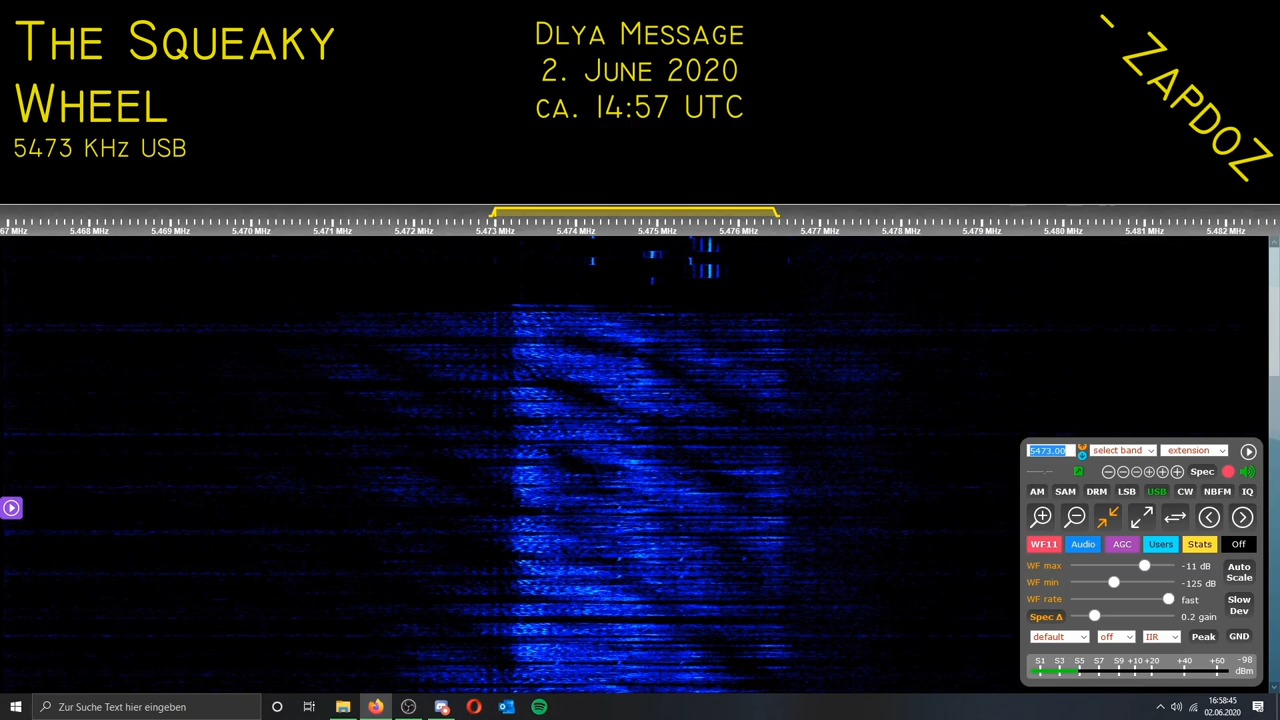 THE SQUEAKY
WHEEL
5473 KHZ USB
DLYA MESSAGE
2. JUNE 2020
CA. 14:57 UTC
- ZAPDOZ
67 MHz 5.468 MHz 5.469 MHz 5.470 MHz 5.471 MHz 5.472 MHz 5.473 MHz 5.474 MHz 5.475 MHz 5.476 MHz 5.477 MHz 5.478 MHz 5.479 MHz 5.480 MHz 5.481 MHz 5.482 MHz
5473.00 select band extension
Spec
AM SAM DRM LSB USB CW NBFM IQ
WF11 Audio AGC Users Stats Off
WF max -11 dB Auto Scale
WF min -125 dB
WF rate fast Slow Dev
Spec Δ 0.2 gain
default off IIR Peak GND
S1 S3 S5 S7 S9 +10 +20 +40 +60 -98 dBm
Zur Suche Text hier eingeben
16:58:45
02.06.2020